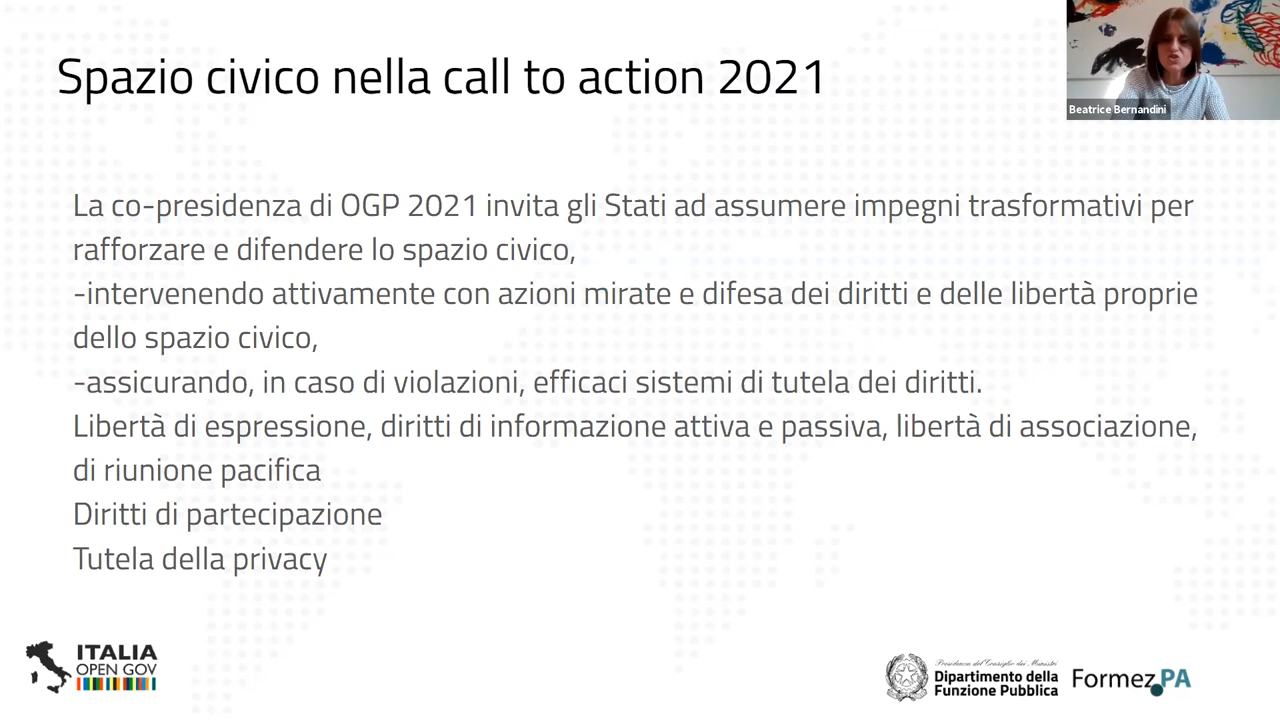 Spazio civico nella call to action 2021
Beatrice Bernandini
La co-presidenza di OGP 2021 invita gli Stati ad assumere impegni trasformativi per
rafforzare e difendere lo spazio civico,
-intervenendo attivamente con azioni mirate e difesa dei diritti e delle libertà proprie
dello spazio civico,
-assicurando, in caso di violazioni, efficaci sistemi di tutela dei diritti.
Libertà di espressione, diritti di informazione attiva e passiva, libertà di associazione,
di riunione pacifica
Diritti di partecipazione
Tutela della privacy
ITALIA
OPEN GOV
Presidenza del Consiglio dei Ministri
Dipartimento della
Funzione Pubblica
Formez PA